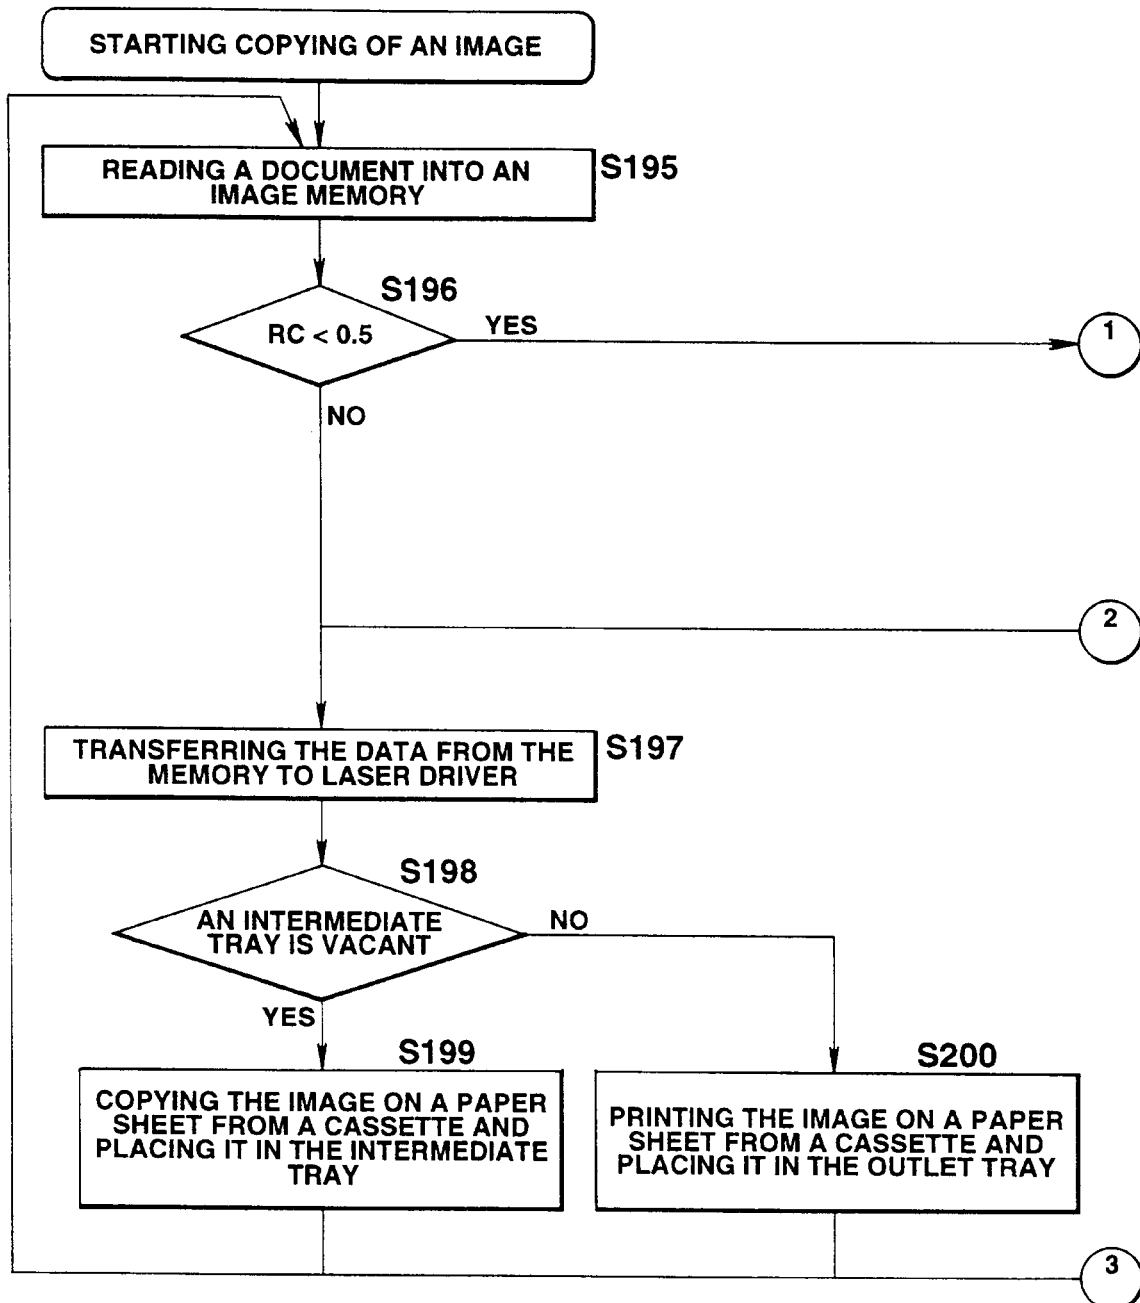 STARTING COPYING OF AN IMAGE
READING A DOCUMENT INTO AN
IMAGE MEMORY
S195
S196
RC < 0.5
YES
1
NO
2
TRANSFERRING THE DATA FROM THE
MEMORY TO LASER DRIVER
S197
S198
AN INTERMEDIATE
TRAY IS VACANT
NO
YES
S199
COPYING THE IMAGE ON A PAPER
SHEET FROM A CASSETTE AND
PLACING IT IN THE INTERMEDIATE
TRAY
S200
PRINTING THE IMAGE ON A PAPER
SHEET FROM A CASSETTE AND
PLACING IT IN THE OUTLET TRAY
3